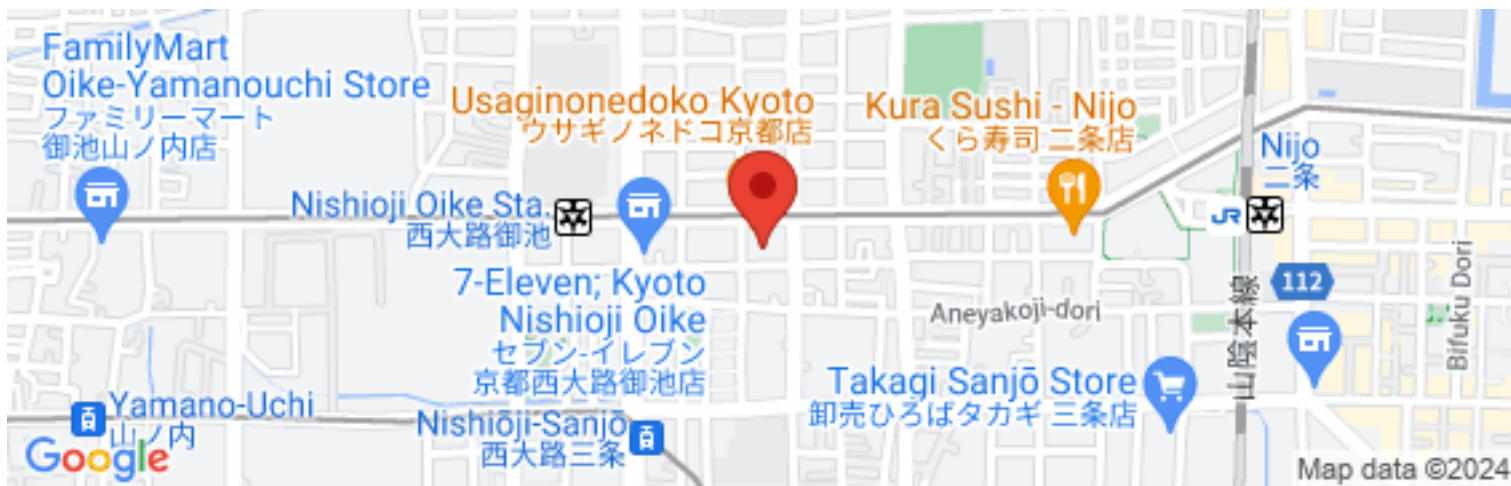 FamilyMart
Oike-Yamanouchi Store
ファミリーマート
御池山ノ内店
Usaginonedoko Kyoto
ウサギノネドコ京都店
Kura Sushi - Nijo
くら寿司 二条店
Nijo
二条
Nishioji Oike Sta.
西大路御池
JR
7-Eleven; Kyoto
Nishioji Oike
セブン-イレブン
京都西大路御池店
Aneyakoji-dori
112
山陰本線
Bifuku Dori
Takagi Sanjō Store
卸売ひろばタカギ 三条店
Yamano-Uchi
山ノ内
Nishiōji-Sanjō
西大路三条
Google
Map data ©2024